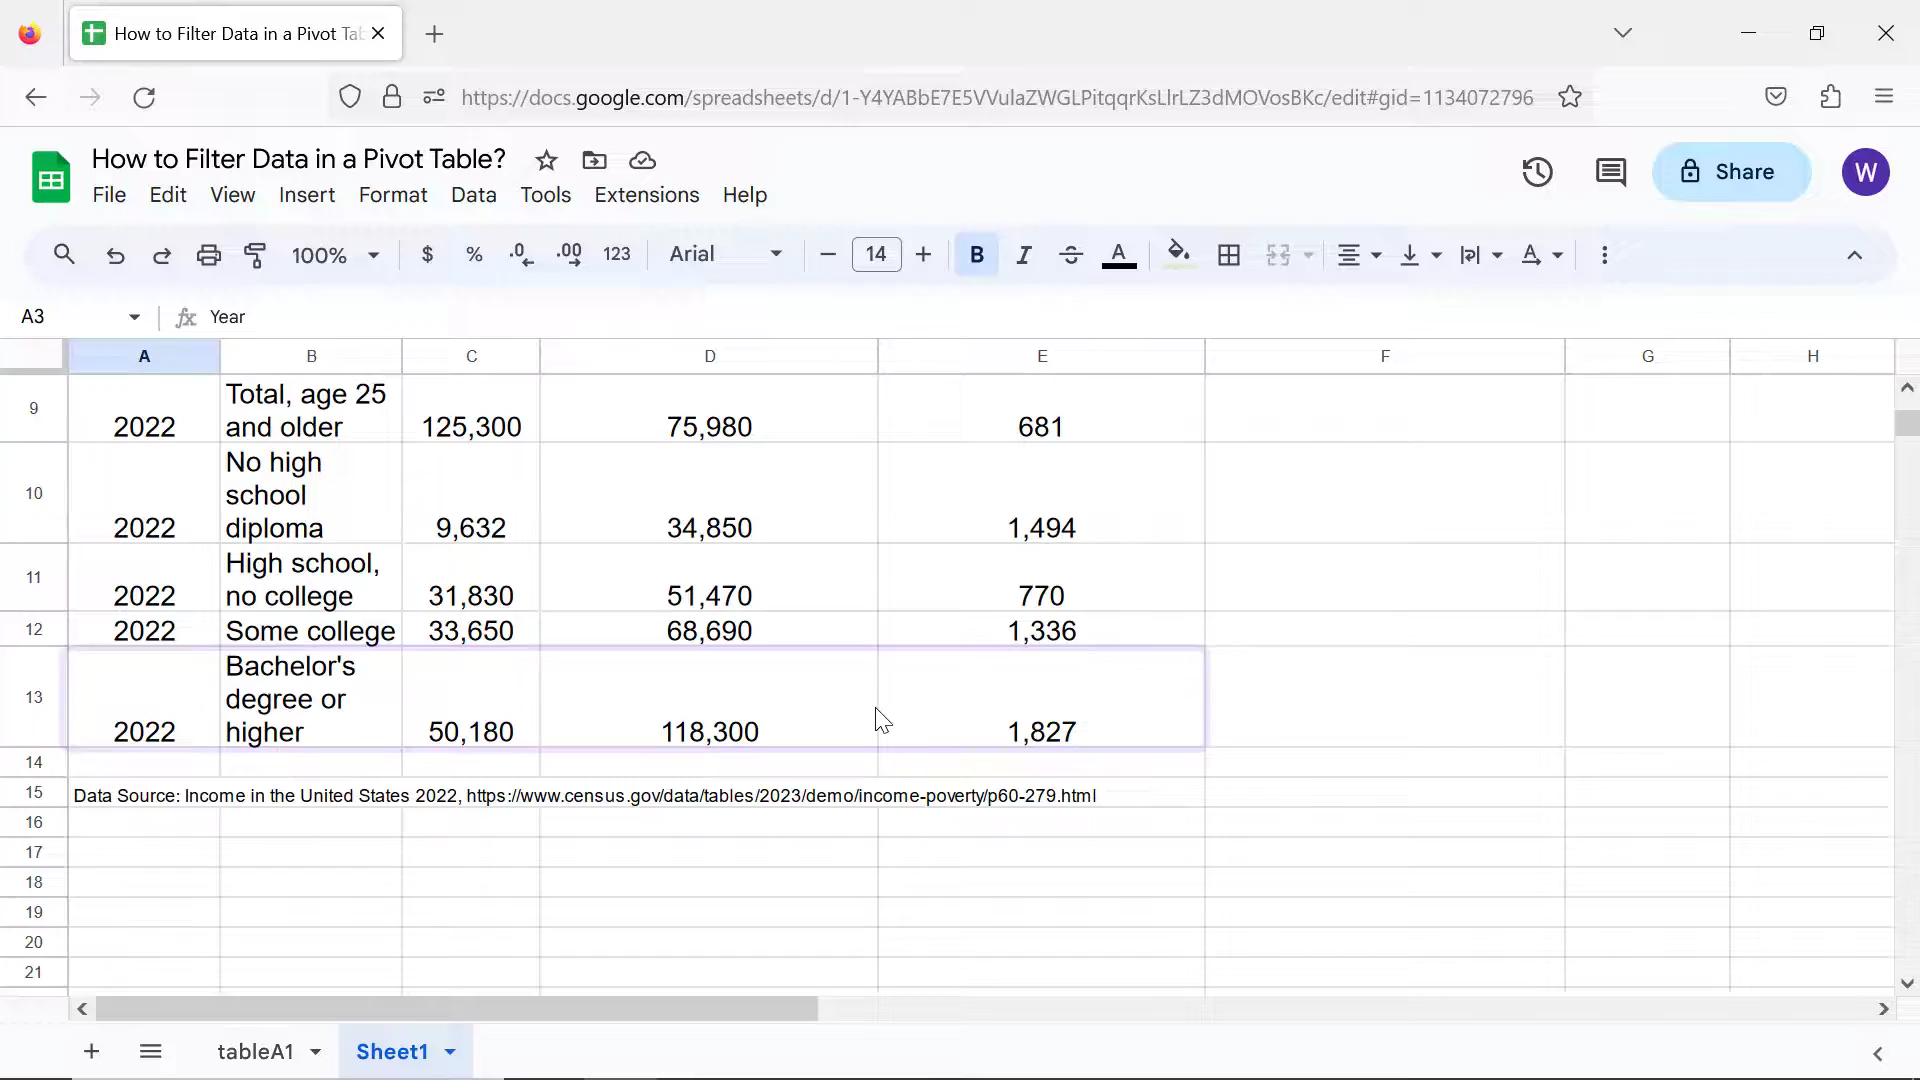 How to Filter Data in a Pivot Tab
https://docs.google.com/spreadsheets/d/1-Y4YABbE7E5VVulaZWGLPitqqrKsLlrLZ3dMOVosBKc/edit#gid=1134072796
How to Filter Data in a Pivot Table?
File Edit View Insert Format Data Tools Extensions Help
Share
W
100% $ % .0 .00 123 Arial 14 B I S A A
A3 fx Year
A B C D E F G H
9 2022 Total, age 25 125,300 75,980 681
and older
10 2022 No high 9,632 34,850 1,494
school
diploma
11 2022 High school, 31,830 51,470 770
no college
12 2022 Some college 33,650 68,690 1,336
13 2022 Bachelor's 50,180 118,300 1,827
degree or
higher
14
15 Data Source: Income in the United States 2022, https://www.census.gov/data/tables/2023/demo/income-poverty/p60-279.html
16
17
18
19
20
21
tableA1 Sheet1